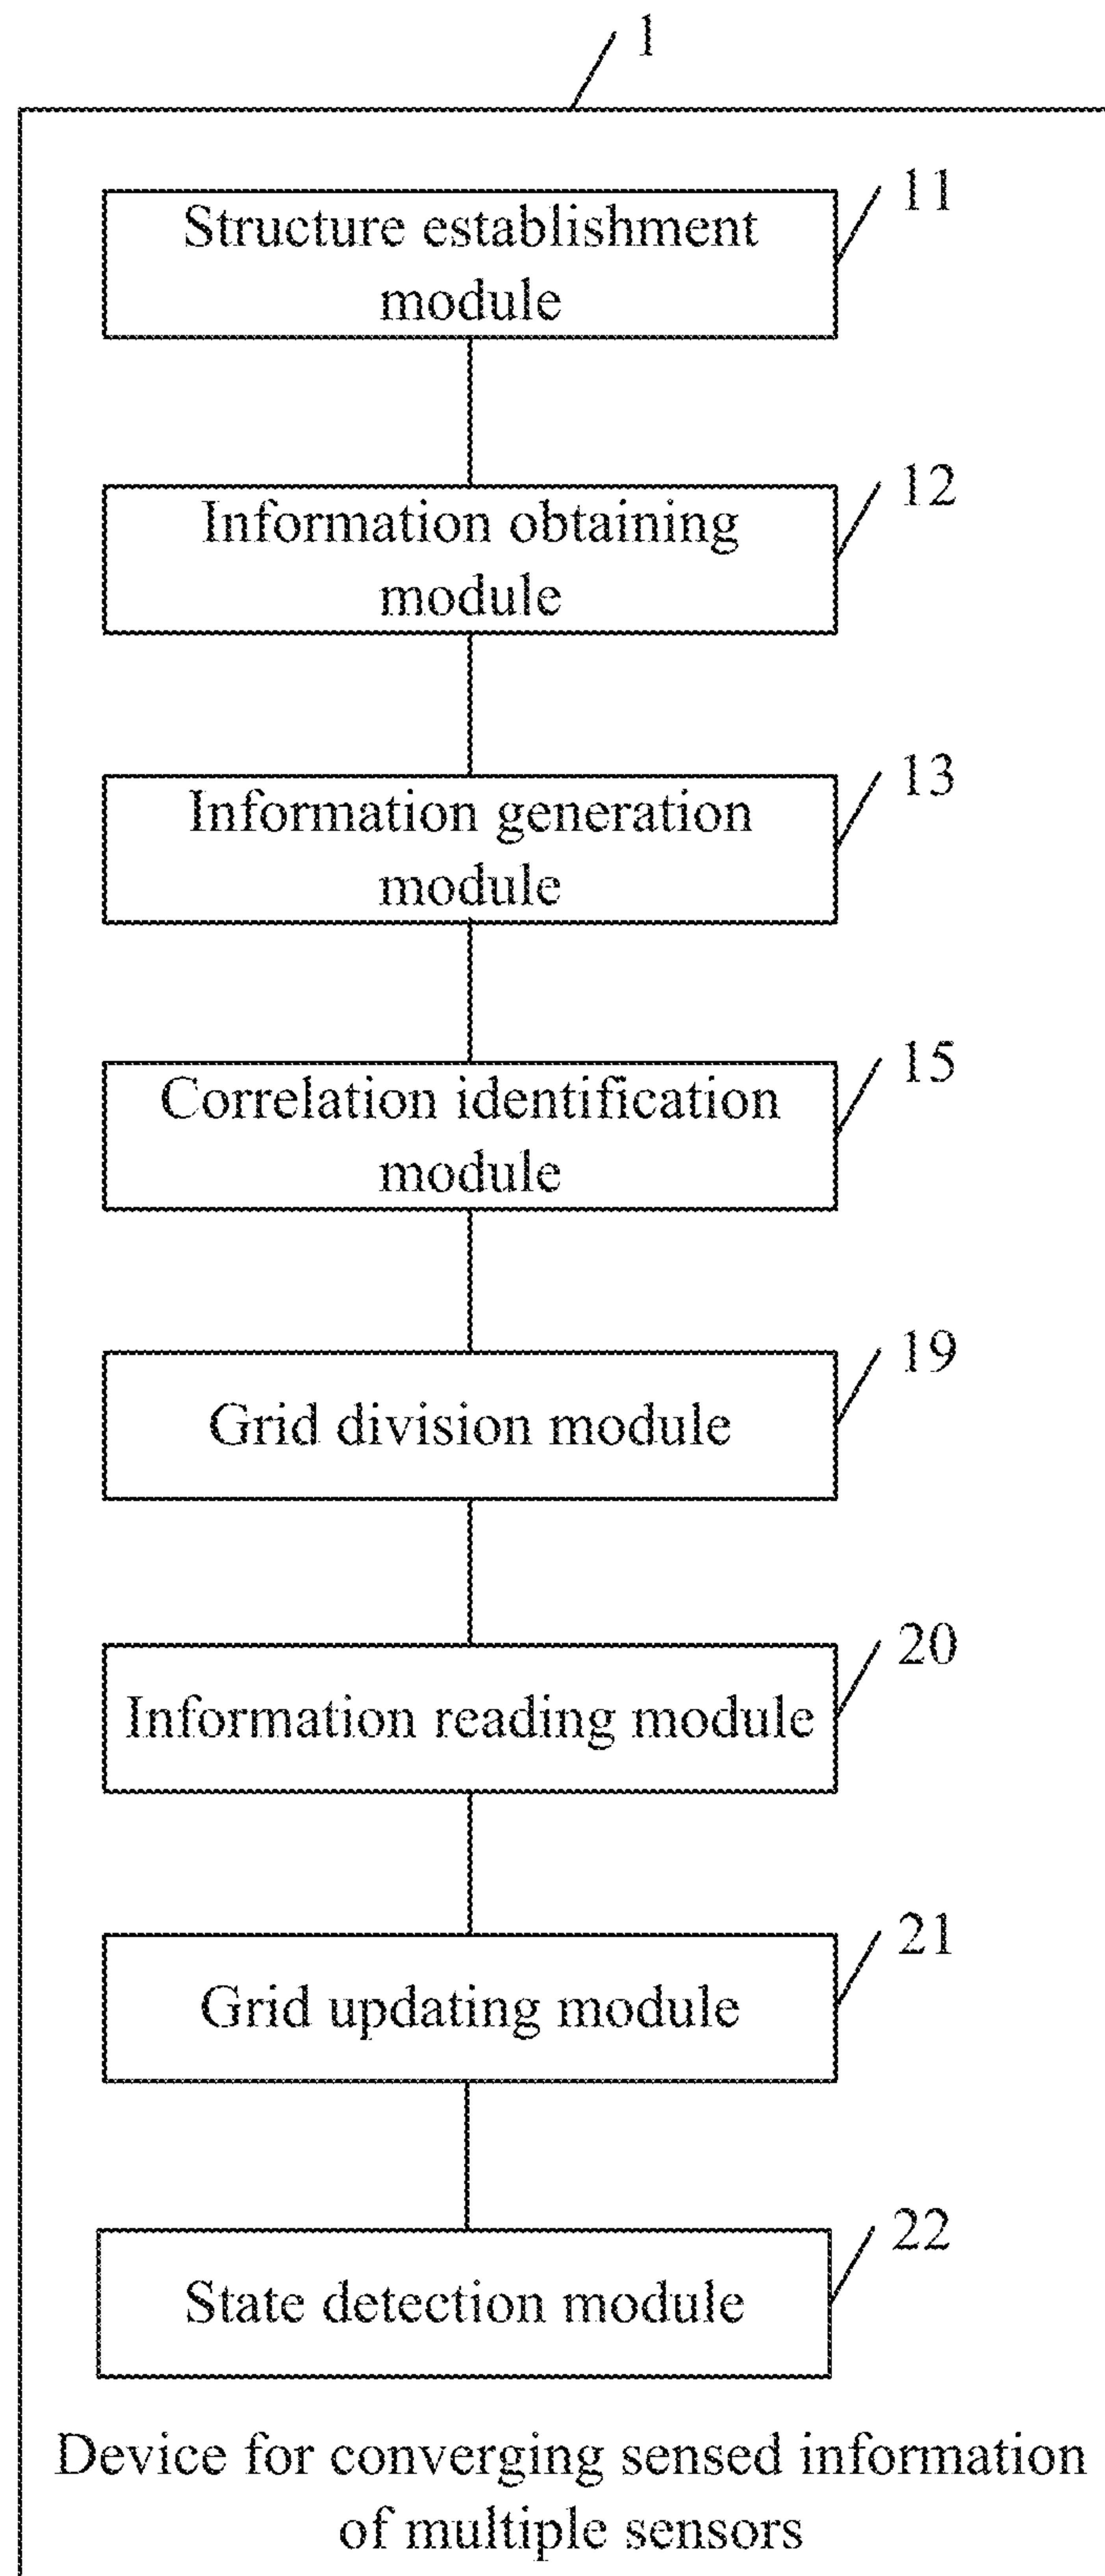 1
11
Structure establishment
module
12
Information obtaining
module
13
Information generation
module
15
Correlation identification
module
19
Grid division module
20
Information reading module
21
Grid updating module
22
State detection module
Device for converging sensed information
of multiple sensors